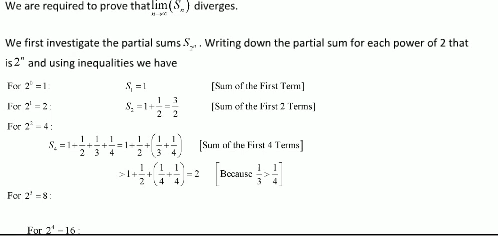 We are required to prove that lim_{n→∞}(S_n) diverges.
We first investigate the partial sums S_{2^n}. Writing down the partial sum for each power of 2 that
is 2^n and using inequalities we have
For 2^0 = 1: S_1 = 1 [Sum of the First Term]
For 2^1 = 2: S_2 = 1 + 1/2 = 3/2 [Sum of the First 2 Terms]
For 2^2 = 4:
S_4 = 1 + 1/2 + 1/3 + 1/4 = 1 + 1/2 + (1/3 + 1/4) [Sum of the First 4 Terms]
> 1 + 1/2 + (1/4 + 1/4) = 2 [Because 1/3 > 1/4]
For 2^3 = 8:
For 2^4 = 16: